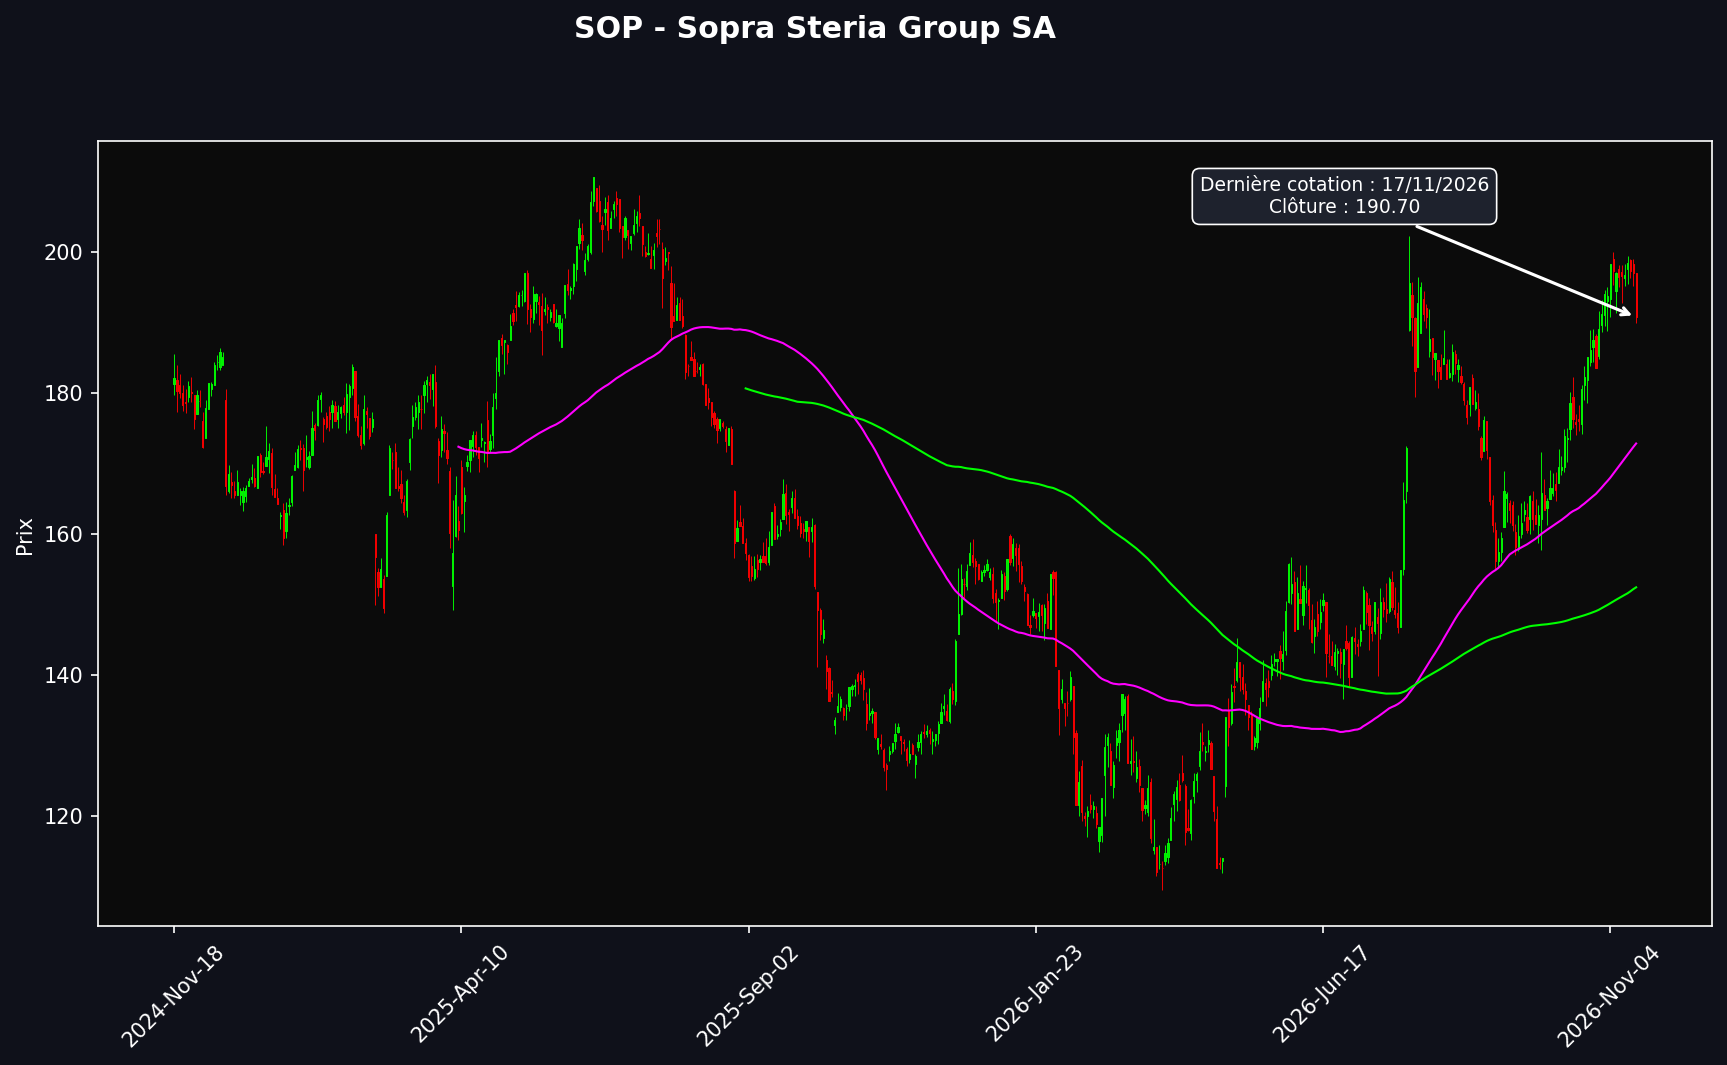 SOP - Sopra Steria Group SA
Dernière cotation : 17/11/2026
Clôture : 190.70
Prix
200
180
160
140
120
2024-Nov-18
2025-Apr-10
2025-Sep-02
2026-Jan-23
2026-Jun-17
2026-Nov-04